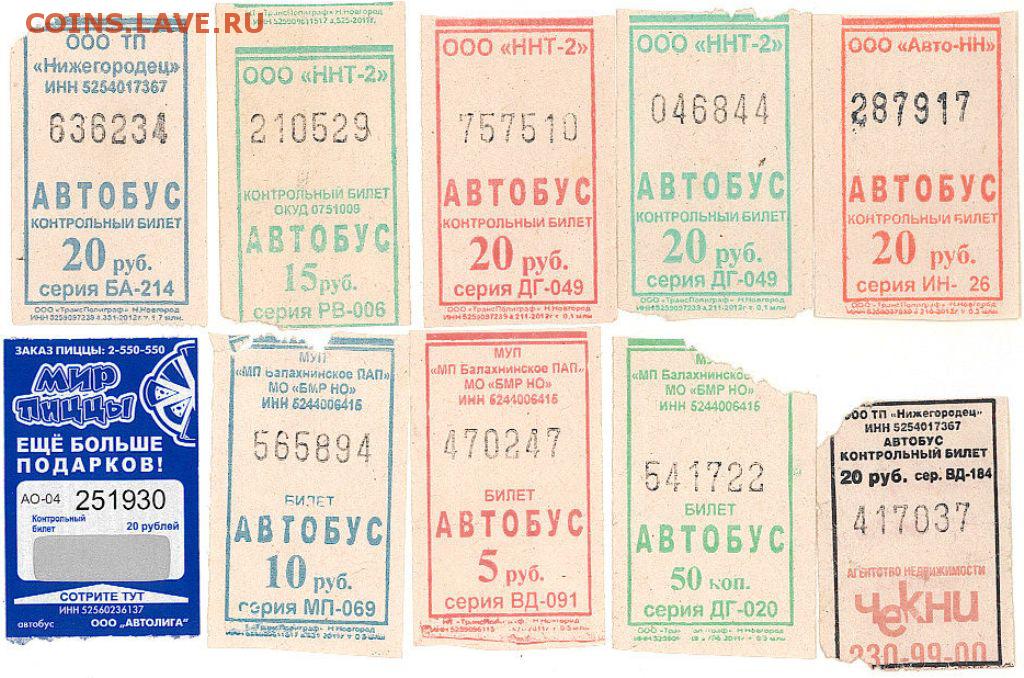 COINS.LAVE.RU
ООО ТП
«Нижегородец»
ИНН 5254017367
636234
АВТОБУС
КОНТРОЛЬНЫЙ БИЛЕТ
20 руб.
серия БА-214
ООО «ННТ-2»
210529
КОНТРОЛЬНЫЙ БИЛЕТ
ОКУД 0751009
АВТОБУС
15 руб.
серия РВ-006
ООО «ННТ-2»
757510
АВТОБУС
КОНТРОЛЬНЫЙ БИЛЕТ
20 руб.
серия ДГ-049
ООО «ННТ-2»
046844
АВТОБУС
КОНТРОЛЬНЫЙ БИЛЕТ
20 руб.
серия ДГ-049
ООО «Авто-НН»
287917
АВТОБУС
КОНТРОЛЬНЫЙ БИЛЕТ
20 руб.
серия ИН- 26
ЗАКАЗ ПИЦЦЫ: 2-550-550
МИР
ПИЦЦЫ
ЕЩЁ БОЛЬШЕ
ПОДАРКОВ!
АО-04 251930
Контрольный
билет 20 рублей
СОТРИТЕ ТУТ
ИНН 52560236137
автобус ООО "АВТОЛИГА"
МУП
«МП Балахнинское ПАП»
МО «БМР НО»
ИНН 5244006415
565894
БИЛЕТ
АВТОБУС
10 руб.
серия МП-069
МУП
«МП Балахнинское ПАП»
МО «БМР НО»
ИНН 5244006415
470247
БИЛЕТ
АВТОБУС
5 руб.
серия ВД-091
МУП
«МП Балахнинское
МО «БМР НО»
ИНН 5244006415
541722
БИЛЕТ
АВТОБУС
50 коп.
серия ДГ-020
ООО ТП «Нижегородец»
ИНН 5254017367
АВТОБУС
КОНТРОЛЬНЫЙ БИЛЕТ
20 руб. сер. ВД-184
417037
АГЕНТСТВО НЕДВИЖИМОСТИ
чекни
230-99-00